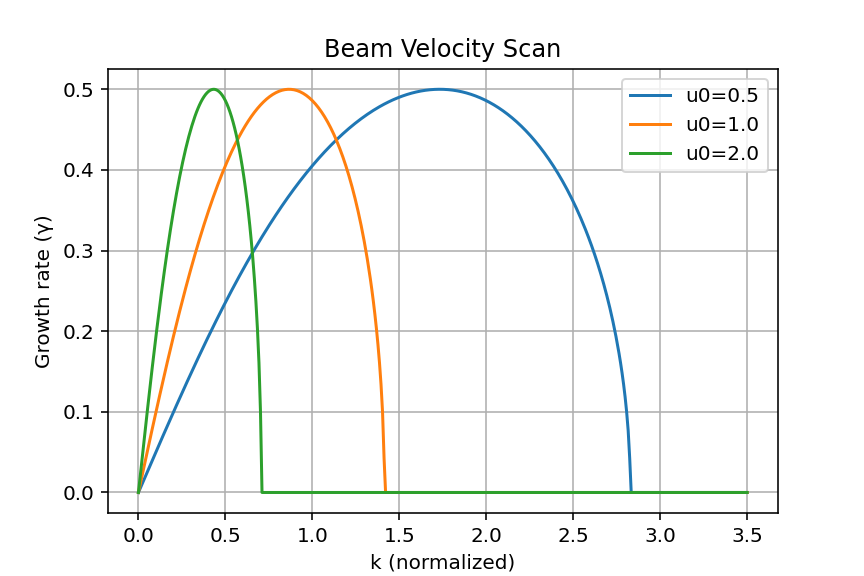 Beam Velocity Scan
u0=0.5
u0=1.0
u0=2.0
Growth rate (γ)
0.5
0.4
0.3
0.2
0.1
0.0
0.0 0.5 1.0 1.5 2.0 2.5 3.0 3.5
k (normalized)